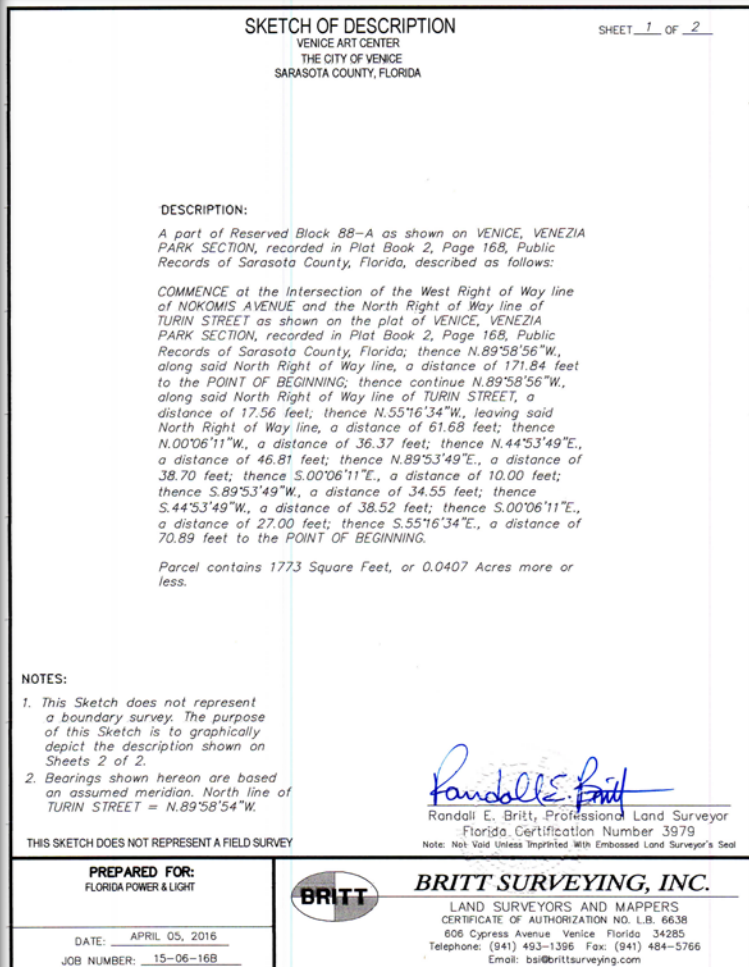 SKETCH OF DESCRIPTION
SHEET 1 OF 2
VENICE ART CENTER
THE CITY OF VENICE
SARASOTA COUNTY, FLORIDA
DESCRIPTION:
A part of Reserved Block 88-A as shown on VENICE, VENEZIA
PARK SECTION, recorded in Plat Book 2, Page 168, Public
Records of Sarasota County, Florida, described as follows:
COMMENCE at the Intersection of the West Right of Way line
of NOKOMIS AVENUE and the North Right of Way line of
TURIN STREET as shown on the plat of VENICE, VENEZIA
PARK SECTION, recorded in Plat Book 2, Page 168, Public
Records of Sarasota County, Florida; thence N.89°58'56"W.,
along said North Right of Way line, a distance of 171.84 feet
to the POINT OF BEGINNING; thence continue N.89°58'56"W.,
along said North Right of Way line of TURIN STREET, a
distance of 17.56 feet; thence N.55°16'34"W., leaving said
North Right of Way line, a distance of 61.68 feet; thence
N.00°06'11"W., a distance of 36.37 feet; thence N.44°53'49"E.,
a distance of 46.81 feet; thence N.89°53'49"E., a distance of
38.70 feet; thence S.00°06'11"E., a distance of 10.00 feet;
thence S.89°53'49"W., a distance of 34.55 feet; thence
S.44°53'49"W., a distance of 38.52 feet; thence S.00°06'11"E.,
a distance of 27.00 feet; thence S.55°16'34"E., a distance of
70.89 feet to the POINT OF BEGINNING.
Parcel contains 1773 Square Feet, or 0.0407 Acres more or
less.
NOTES:
1. This Sketch does not represent
a boundary survey. The purpose
of this Sketch is to graphically
depict the description shown on
Sheets 2 of 2.
2. Bearings shown hereon are based
an assumed meridian. North line of
TURIN STREET = N.89°58'54"W.
THIS SKETCH DOES NOT REPRESENT A FIELD SURVEY
Randall E. Britt
Randall E. Britt, Professional Land Surveyor
Florida Certification Number 3979
Note: Not Valid Unless Imprinted With Embossed Land Surveyor's Seal
PREPARED FOR:
FLORIDA POWER & LIGHT
DATE: APRIL 05, 2016
JOB NUMBER: 15-06-16B
BRITT
BRITT SURVEYING, INC.
LAND SURVEYORS AND MAPPERS
CERTIFICATE OF AUTHORIZATION NO. L.B. 6638
606 Cypress Avenue Venice Florida 34285
Telephone: (941) 493-1396 Fax: (941) 484-5766
Email: bsi@brittsurveying.com